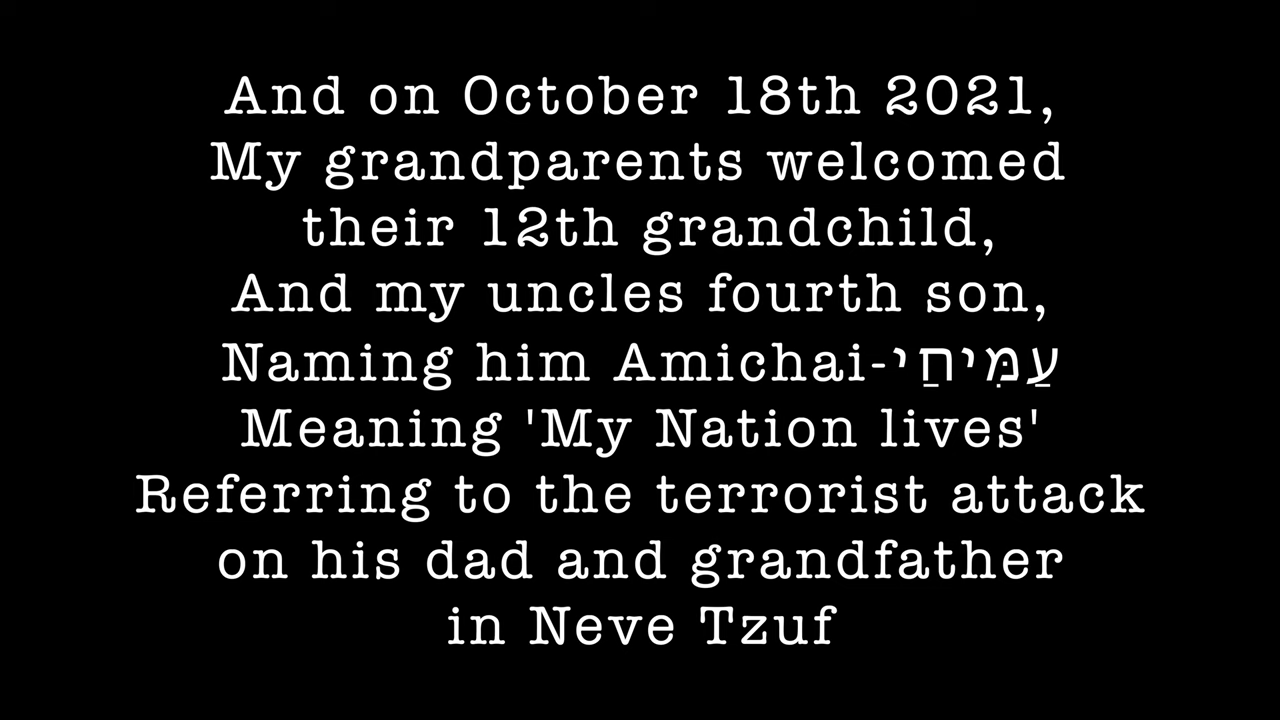 And on October 18th 2021,
My grandparents welcomed
their 12th grandchild,
And my uncles fourth son,
Naming him Amichai-עַמִּיחַי
Meaning 'My Nation lives'
Referring to the terrorist attack
on his dad and grandfather
in Neve Tzuf